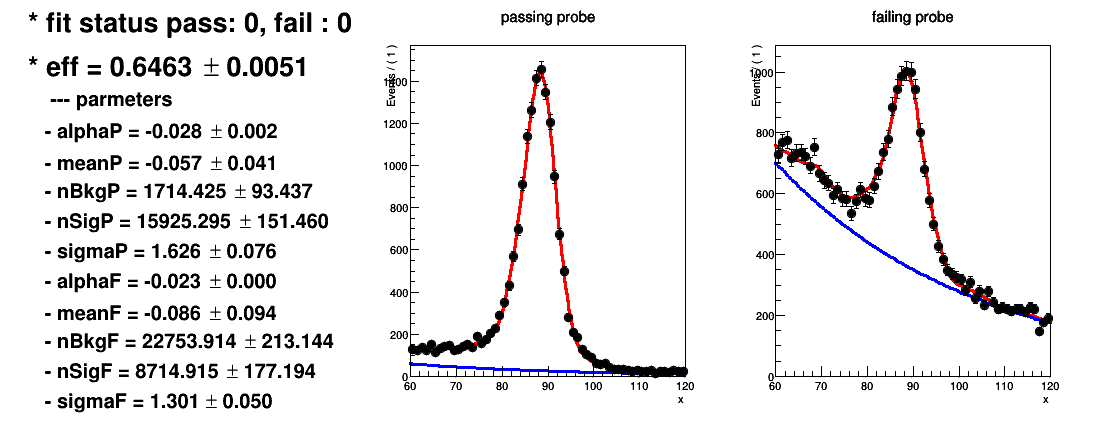 * fit status pass: 0, fail : 0
* eff = 0.6463 ± 0.0051
--- parmeters
- alphaP = -0.028 ± 0.002
- meanP = -0.057 ± 0.041
- nBkgP = 1714.425 ± 93.437
- nSigP = 15925.295 ± 151.460
- sigmaP = 1.626 ± 0.076
- alphaF = -0.023 ± 0.000
- meanF = -0.086 ± 0.094
- nBkgF = 22753.914 ± 213.144
- nSigF = 8714.915 ± 177.194
- sigmaF = 1.301 ± 0.050
passing probe
Events / ( 1 )
1400
1200
1000
800
600
400
200
0
60 70 80 90 100 110 120
x
failing probe
Events / ( 1 )
1000
800
600
400
200
0
60 70 80 90 100 110 120
x